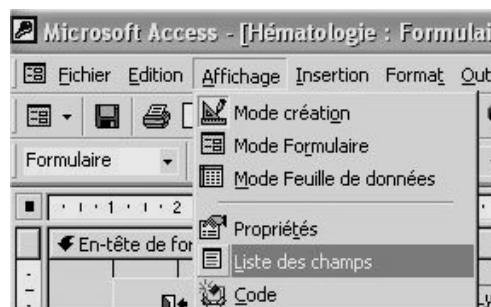 Microsoft Access - [Hématologie : Formulai
Fichier Edition Affichage Insertion Format Out
Mode création
Formulaire Mode Formulaire
Mode Feuille de données
1 2
En-tête de for Propriétés
Liste des champs
Code